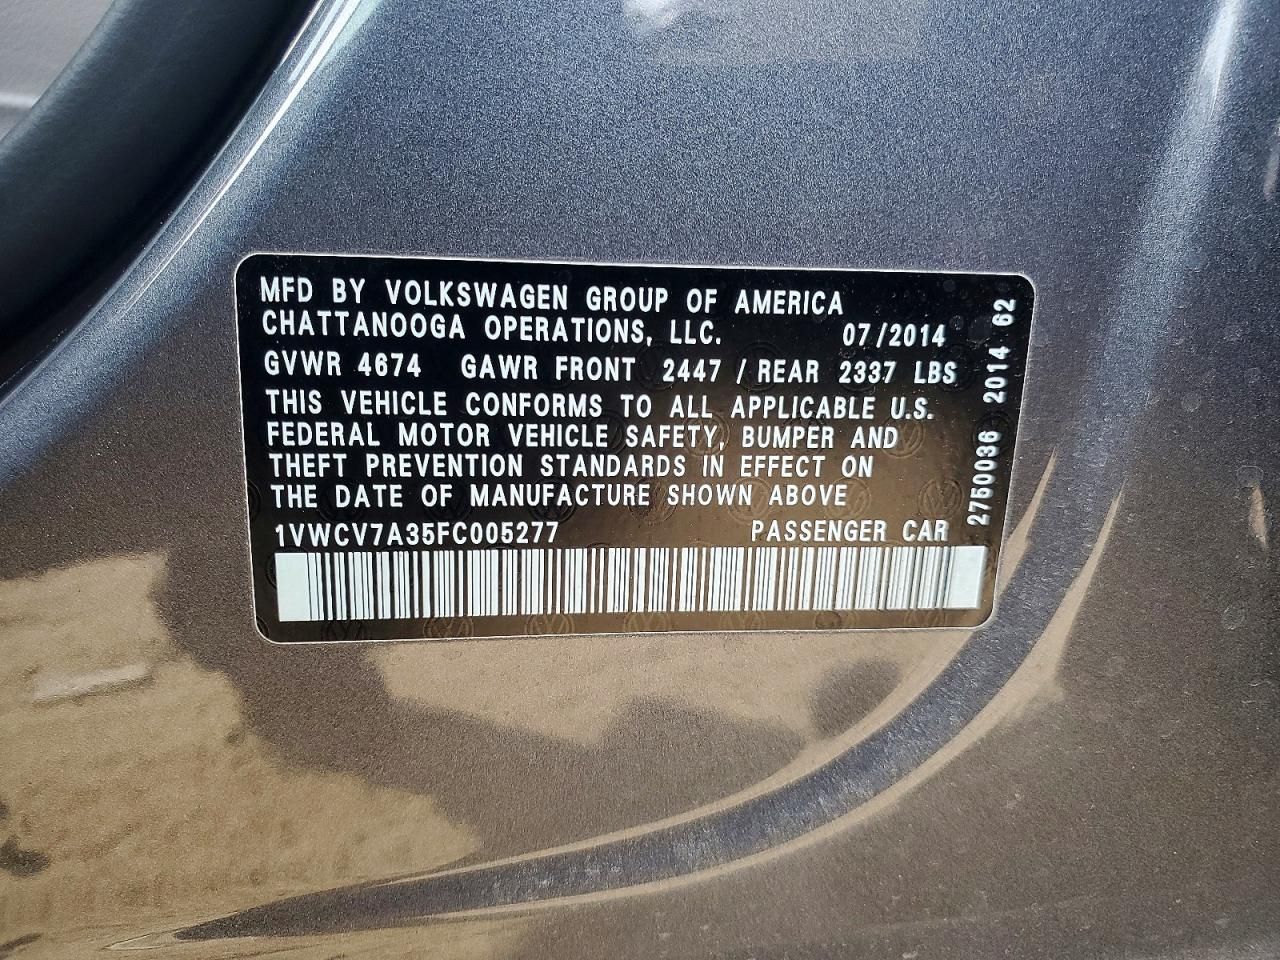 MFD BY VOLKSWAGEN GROUP OF AMERICA
CHATTANOOGA OPERATIONS, LLC. 07/2014
GVWR 4674 GAWR FRONT 2447 / REAR 2337 LBS
THIS VEHICLE CONFORMS TO ALL APPLICABLE U.S.
FEDERAL MOTOR VEHICLE SAFETY, BUMPER AND
THEFT PREVENTION STANDARDS IN EFFECT ON
THE DATE OF MANUFACTURE SHOWN ABOVE
1VWCV7A35FC005277 PASSENGER CAR
2750036 2014 62